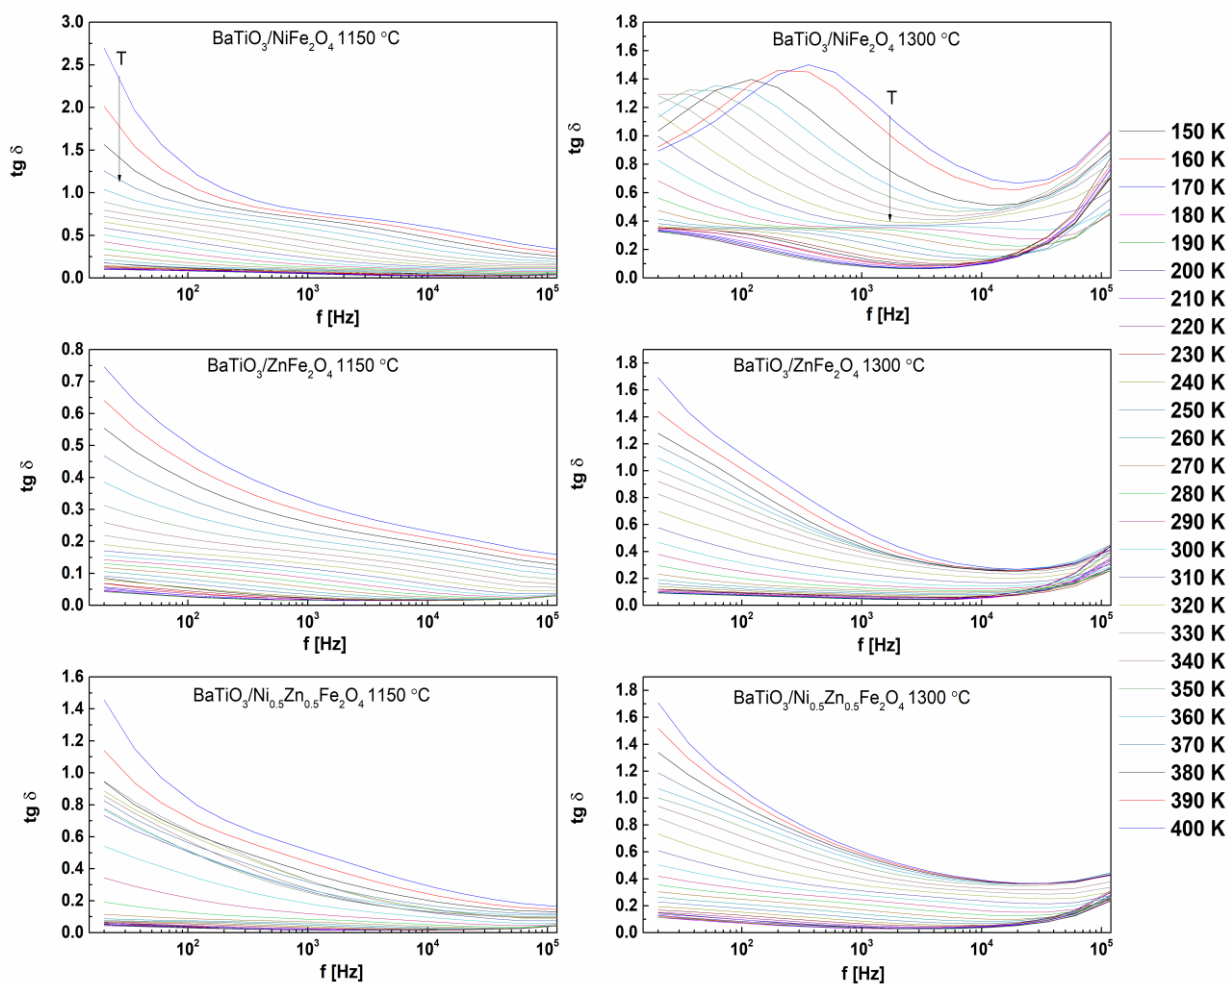 BaTiO₃/NiFe₂O₄ 1150 °C
T
tg δ
3.0
2.5
2.0
1.5
1.0
0.5
0.0
10² 10³ 10⁴ 10⁵
f [Hz]
BaTiO₃/NiFe₂O₄ 1300 °C
T
tg δ
1.8
1.6
1.4
1.2
1.0
0.8
0.6
0.4
0.2
0.0
10² 10³ 10⁴ 10⁵
f [Hz]
BaTiO₃/ZnFe₂O₄ 1150 °C
tg δ
0.8
0.7
0.6
0.5
0.4
0.3
0.2
0.1
0.0
10² 10³ 10⁴ 10⁵
f [Hz]
BaTiO₃/ZnFe₂O₄ 1300 °C
tg δ
1.8
1.6
1.4
1.2
1.0
0.8
0.6
0.4
0.2
0.0
10² 10³ 10⁴ 10⁵
f [Hz]
BaTiO₃/Ni₀.₅Zn₀.₅Fe₂O₄ 1150 °C
tg δ
1.6
1.4
1.2
1.0
0.8
0.6
0.4
0.2
0.0
10² 10³ 10⁴ 10⁵
f [Hz]
BaTiO₃/Ni₀.₅Zn₀.₅Fe₂O₄ 1300 °C
tg δ
1.8
1.6
1.4
1.2
1.0
0.8
0.6
0.4
0.2
0.0
10² 10³ 10⁴ 10⁵
f [Hz]
150 K
160 K
170 K
180 K
190 K
200 K
210 K
220 K
230 K
240 K
250 K
260 K
270 K
280 K
290 K
300 K
310 K
320 K
330 K
340 K
350 K
360 K
370 K
380 K
390 K
400 K